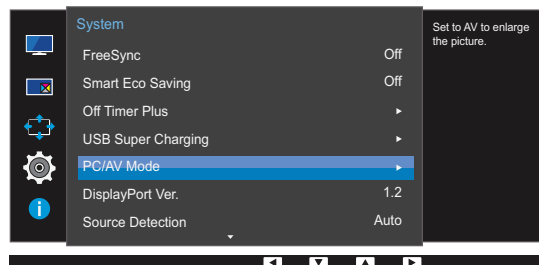 System
FreeSync Off
Smart Eco Saving Off
Off Timer Plus
USB Super Charging
PC/AV Mode
DisplayPort Ver. 1.2
Source Detection Auto
Set to AV to enlarge
the picture.